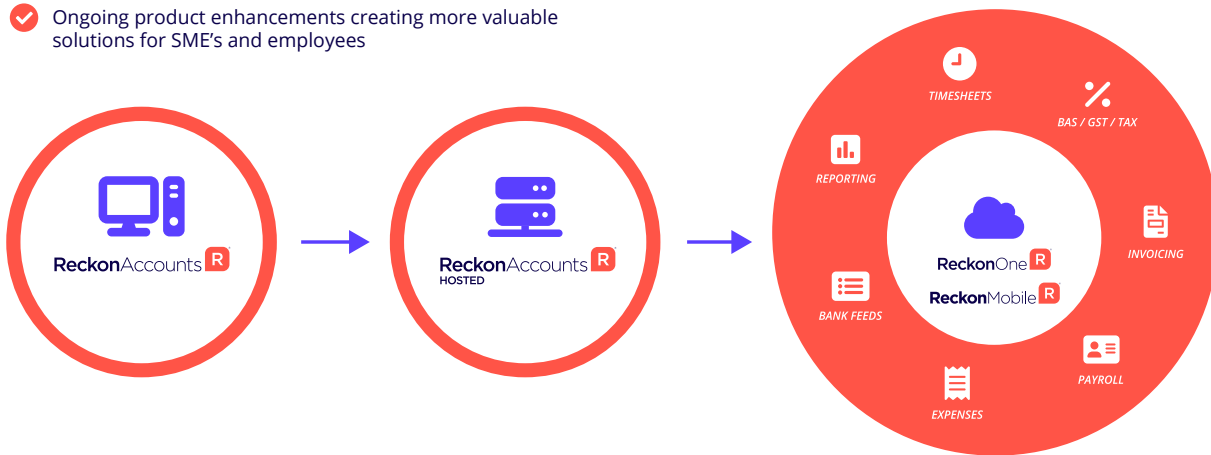 Ongoing product enhancements creating more valuable
solutions for SME's and employees
ReckonAccounts R
ReckonAccounts R
HOSTED
TIMESHEETS
BAS / GST / TAX
REPORTING
INVOICING
ReckonOne R
ReckonMobile R
BANK FEEDS
PAYROLL
EXPENSES